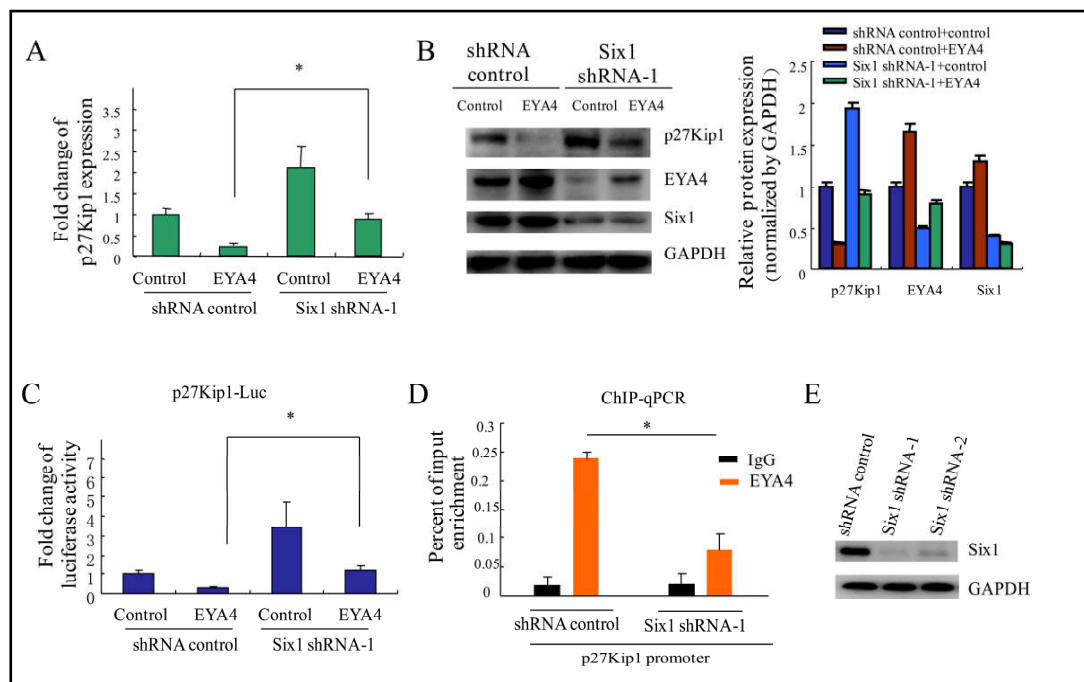 A
*
Fold change of
p27Kip1 expression
3.5
3
2.5
2
1.5
1
0.5
0
Control EYA4 Control EYA4
shRNA control Six1 shRNA-1
B
shRNA
control
Six1
shRNA-1
Control EYA4 Control EYA4
p27Kip1
EYA4
Six1
GAPDH
shRNA control+control
shRNA control+EYA4
Six1 shRNA-1+control
Six1 shRNA-1+EYA4
Relative protein expression
(normalized by GAPDH)
2.5
2
1.5
1
0.5
0
p27Kip1 EYA4 Six1
C
p27Kip1-Luc
*
Fold change of
luciferase activity
7
6
5
4
3
2
1
0
Control EYA4 Control EYA4
shRNA control Six1 shRNA-1
D
ChIP-qPCR
*
IgG
EYA4
Percent of input
enrichment
0.3
0.25
0.2
0.15
0.1
0.05
0
shRNA control Six1 shRNA-1
p27Kip1 promoter
E
shRNA control
Six1 shRNA-1
Six1 shRNA-2
Six1
GAPDH